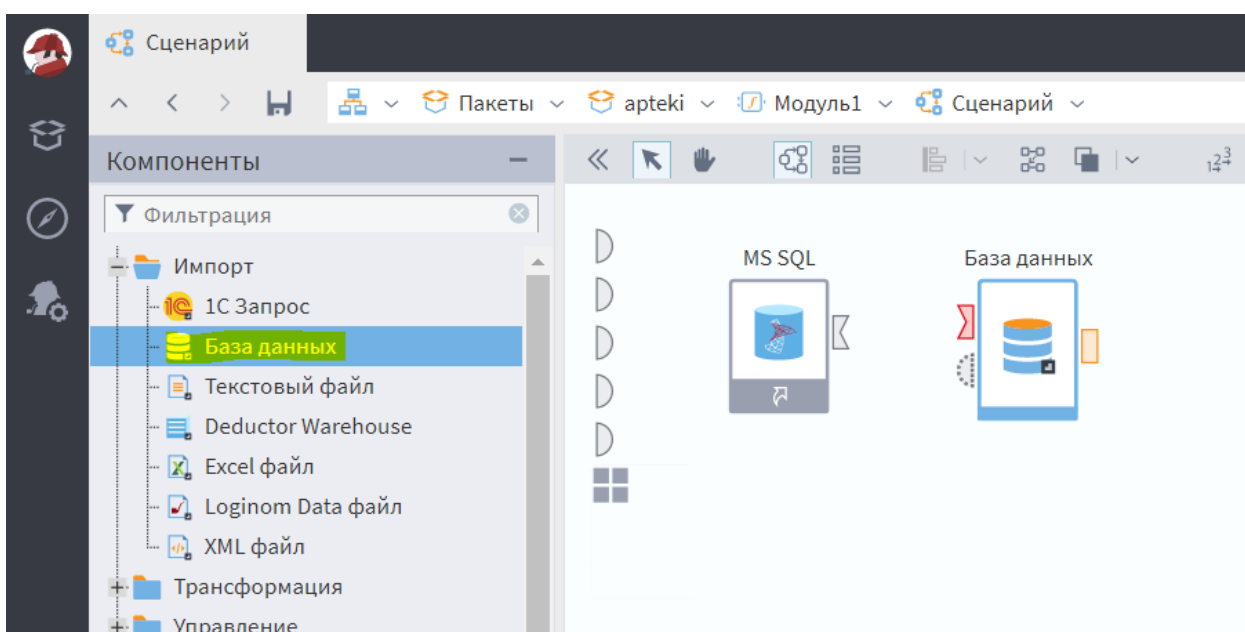 Сценарий
Пакеты apteki Модуль1 Сценарий
Компоненты
Фильтрация
Импорт
1С Запрос
База данных
Текстовый файл
Deductor Warehouse
Excel файл
Loginom Data файл
XML файл
Трансформация
Управление
MS SQL
База данных